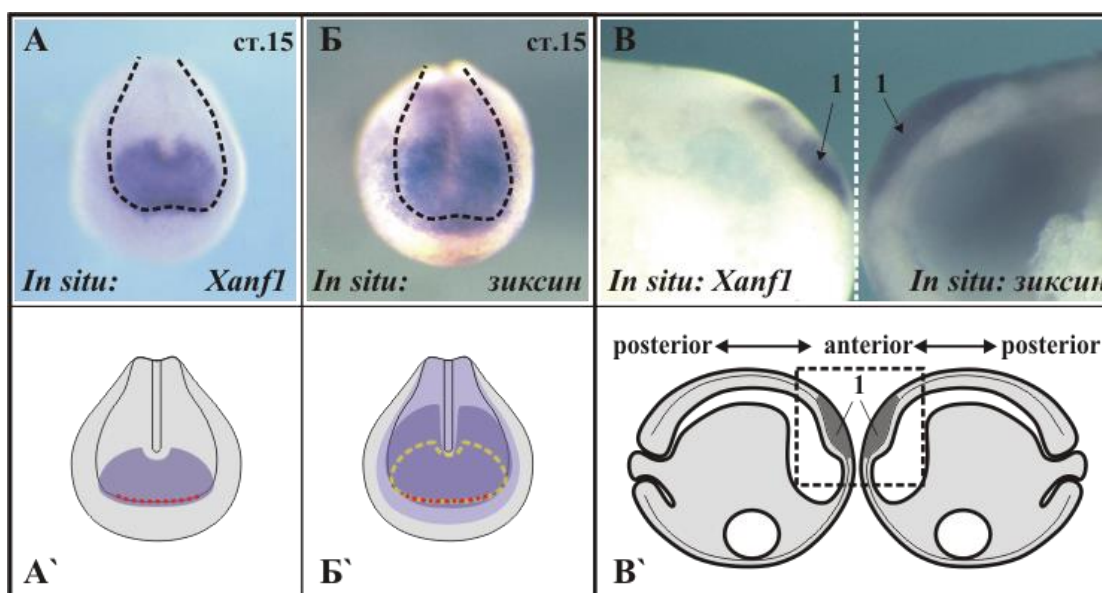 А ст.15
In situ: Xanf1
Б ст.15
In situ: зиксин
В
1 1
In situ: Xanf1 In situ: зиксин
А`
Б`
posterior anterior posterior
1
В`